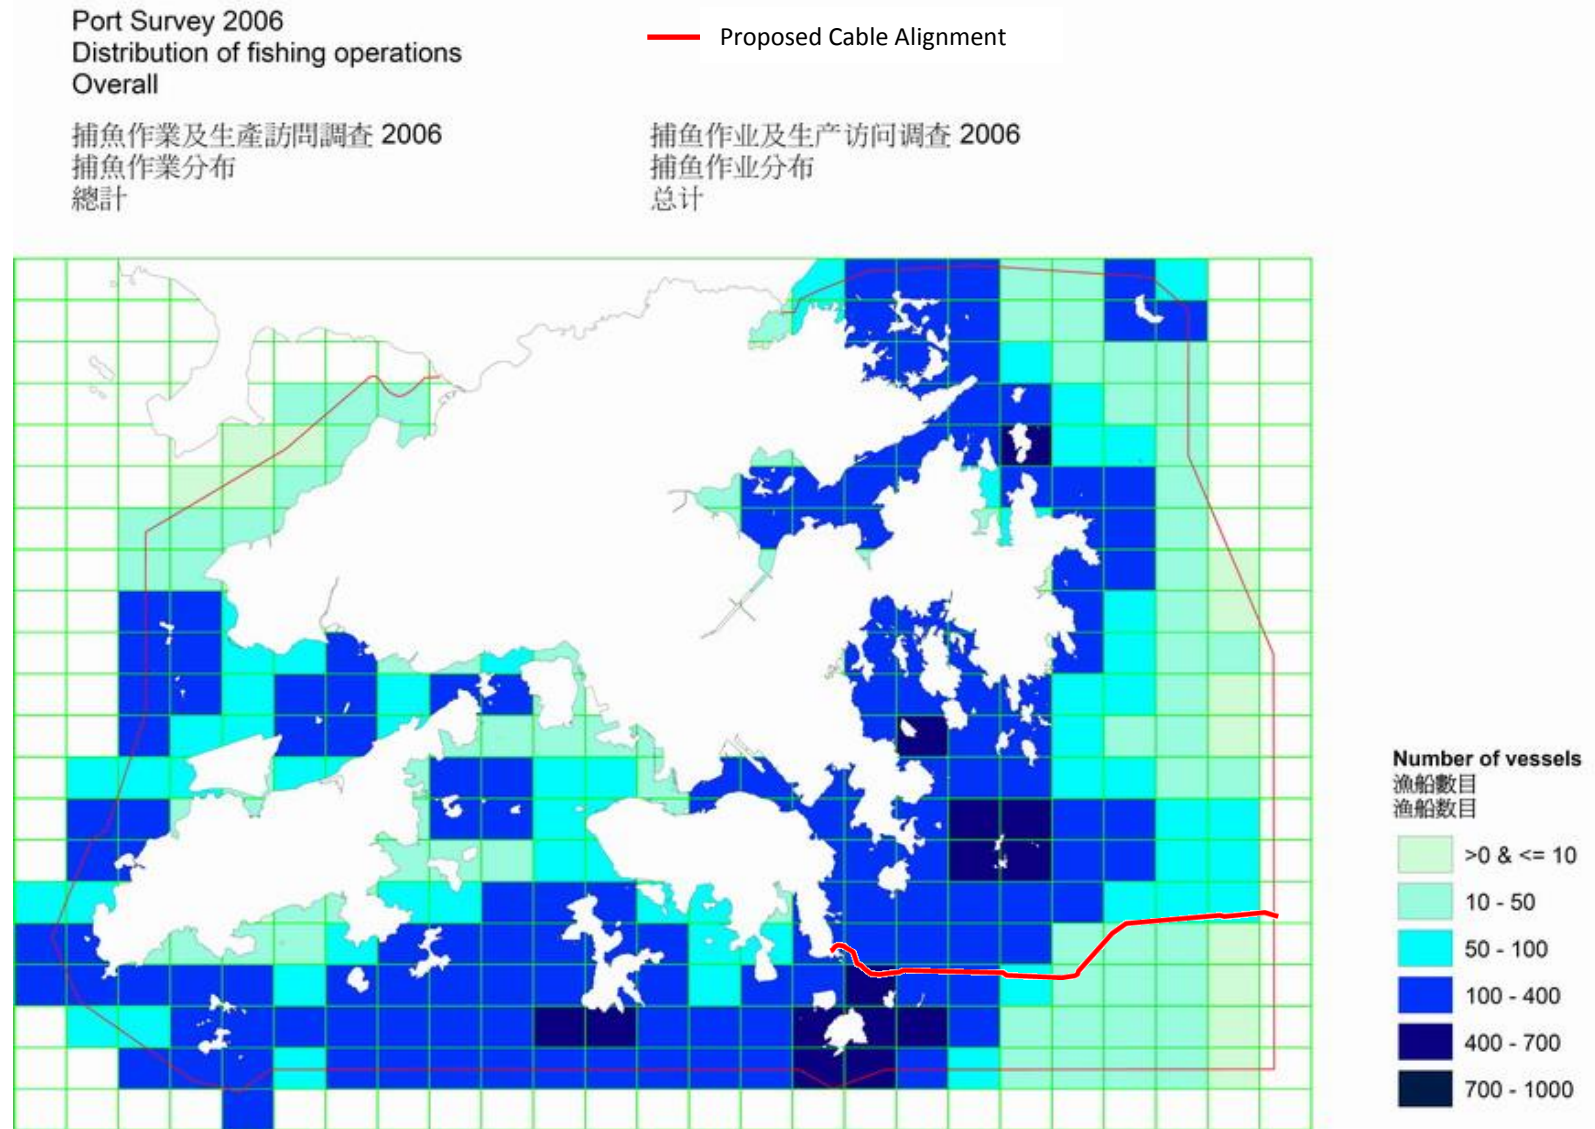 Port Survey 2006
Distribution of fishing operations
Overall
Proposed Cable Alignment
捕魚作業及生產訪問調查 2006
捕魚作業分布
總計
捕鱼作业及生产访问调查 2006
捕鱼作业分布
总计
Number of vessels
漁船數目
渔船数目
>0 & <= 10
10 - 50
50 - 100
100 - 400
400 - 700
700 - 1000